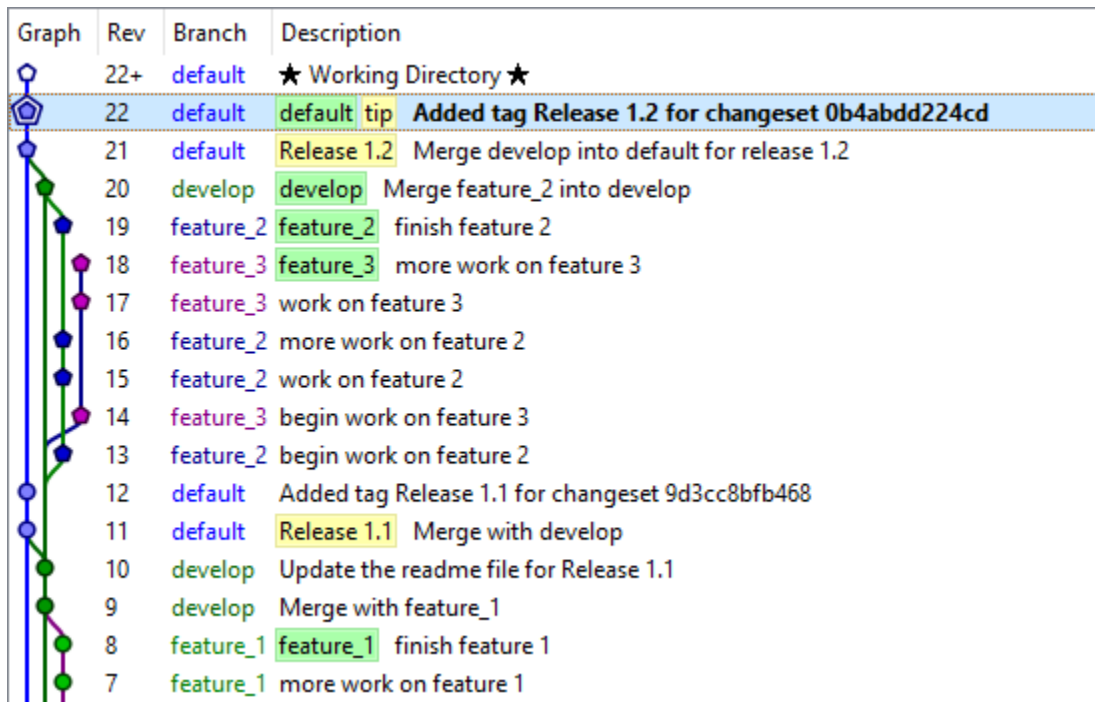 Graph Rev Branch Description
22+ default ★ Working Directory ★
22 default default tip Added tag Release 1.2 for changeset 0b4abdd224cd
21 default Release 1.2 Merge develop into default for release 1.2
20 develop develop Merge feature_2 into develop
19 feature_2 feature_2 finish feature 2
18 feature_3 feature_3 more work on feature 3
17 feature_3 work on feature 3
16 feature_2 more work on feature 2
15 feature_2 work on feature 2
14 feature_3 begin work on feature 3
13 feature_2 begin work on feature 2
12 default Added tag Release 1.1 for changeset 9d3cc8bfb468
11 default Release 1.1 Merge with develop
10 develop Update the readme file for Release 1.1
9 develop Merge with feature_1
8 feature_1 feature_1 finish feature 1
7 feature_1 more work on feature 1